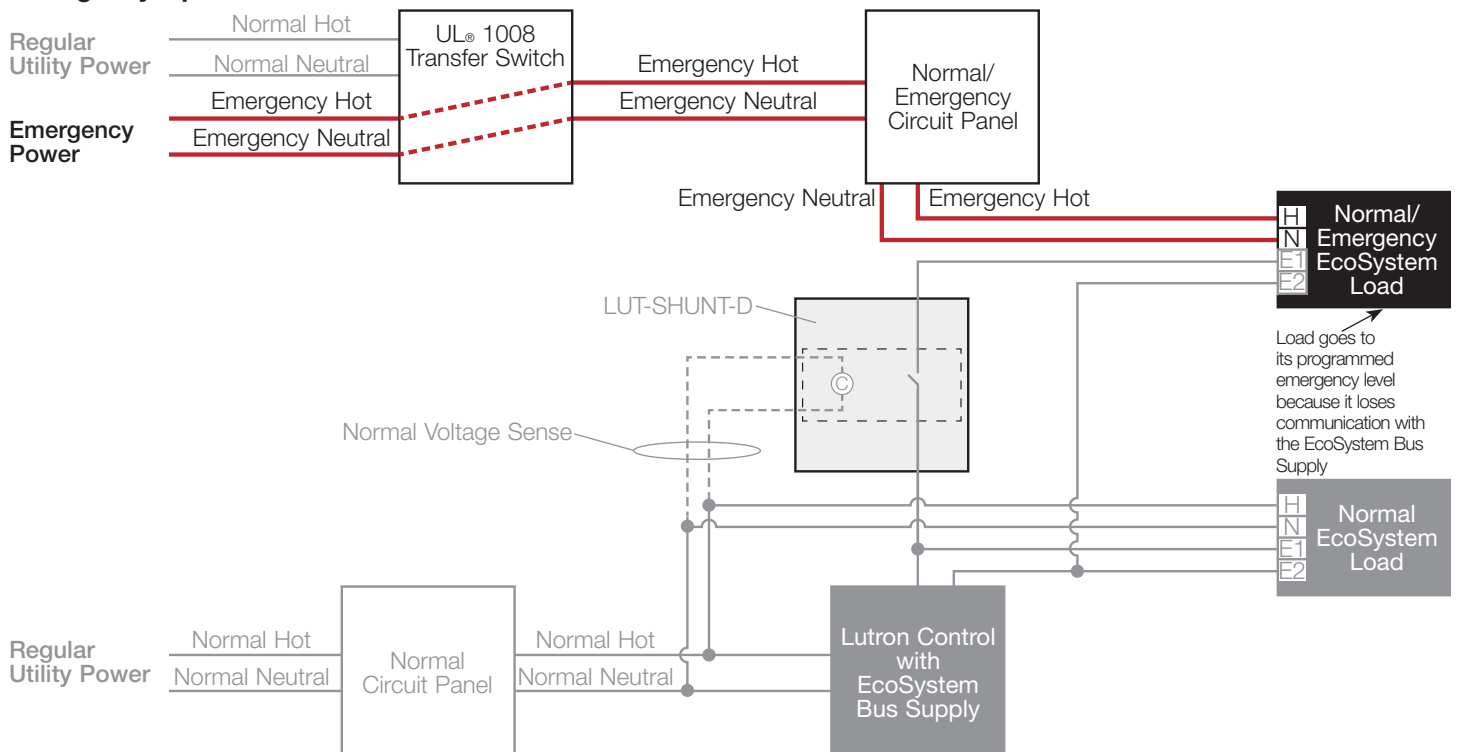 Regular
Utility Power
Normal Hot
Normal Neutral
Emergency
Power
Emergency Hot
Emergency Neutral
UL® 1008
Transfer Switch
Emergency Hot
Emergency Neutral
Normal/
Emergency
Circuit Panel
Emergency Neutral
Emergency Hot
H
N
E1
E2
Normal/
Emergency
EcoSystem
Load
Load goes to
its programmed
emergency level
because it loses
communication with
the EcoSystem Bus
Supply
LUT-SHUNT-D
C
Normal Voltage Sense
H
N
E1
E2
Normal
EcoSystem
Load
Regular
Utility Power
Normal Hot
Normal Neutral
Normal
Circuit Panel
Normal Hot
Normal Neutral
Lutron Control
with
EcoSystem
Bus Supply